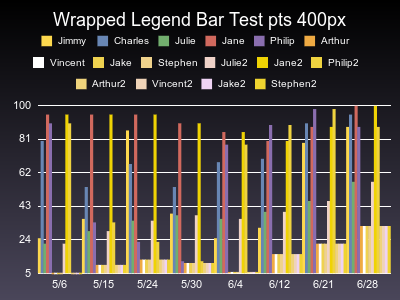 Wrapped Legend Bar Test pts 400px
Jimmy Charles Julie Jane Philip Arthur
Vincent Jake Stephen Julie2 Jane2 Philip2
Arthur2 Vincent2 Jake2 Stephen2
100
81
62
43
24
5
5/6 5/15 5/24 5/30 6/4 6/12 6/21 6/28